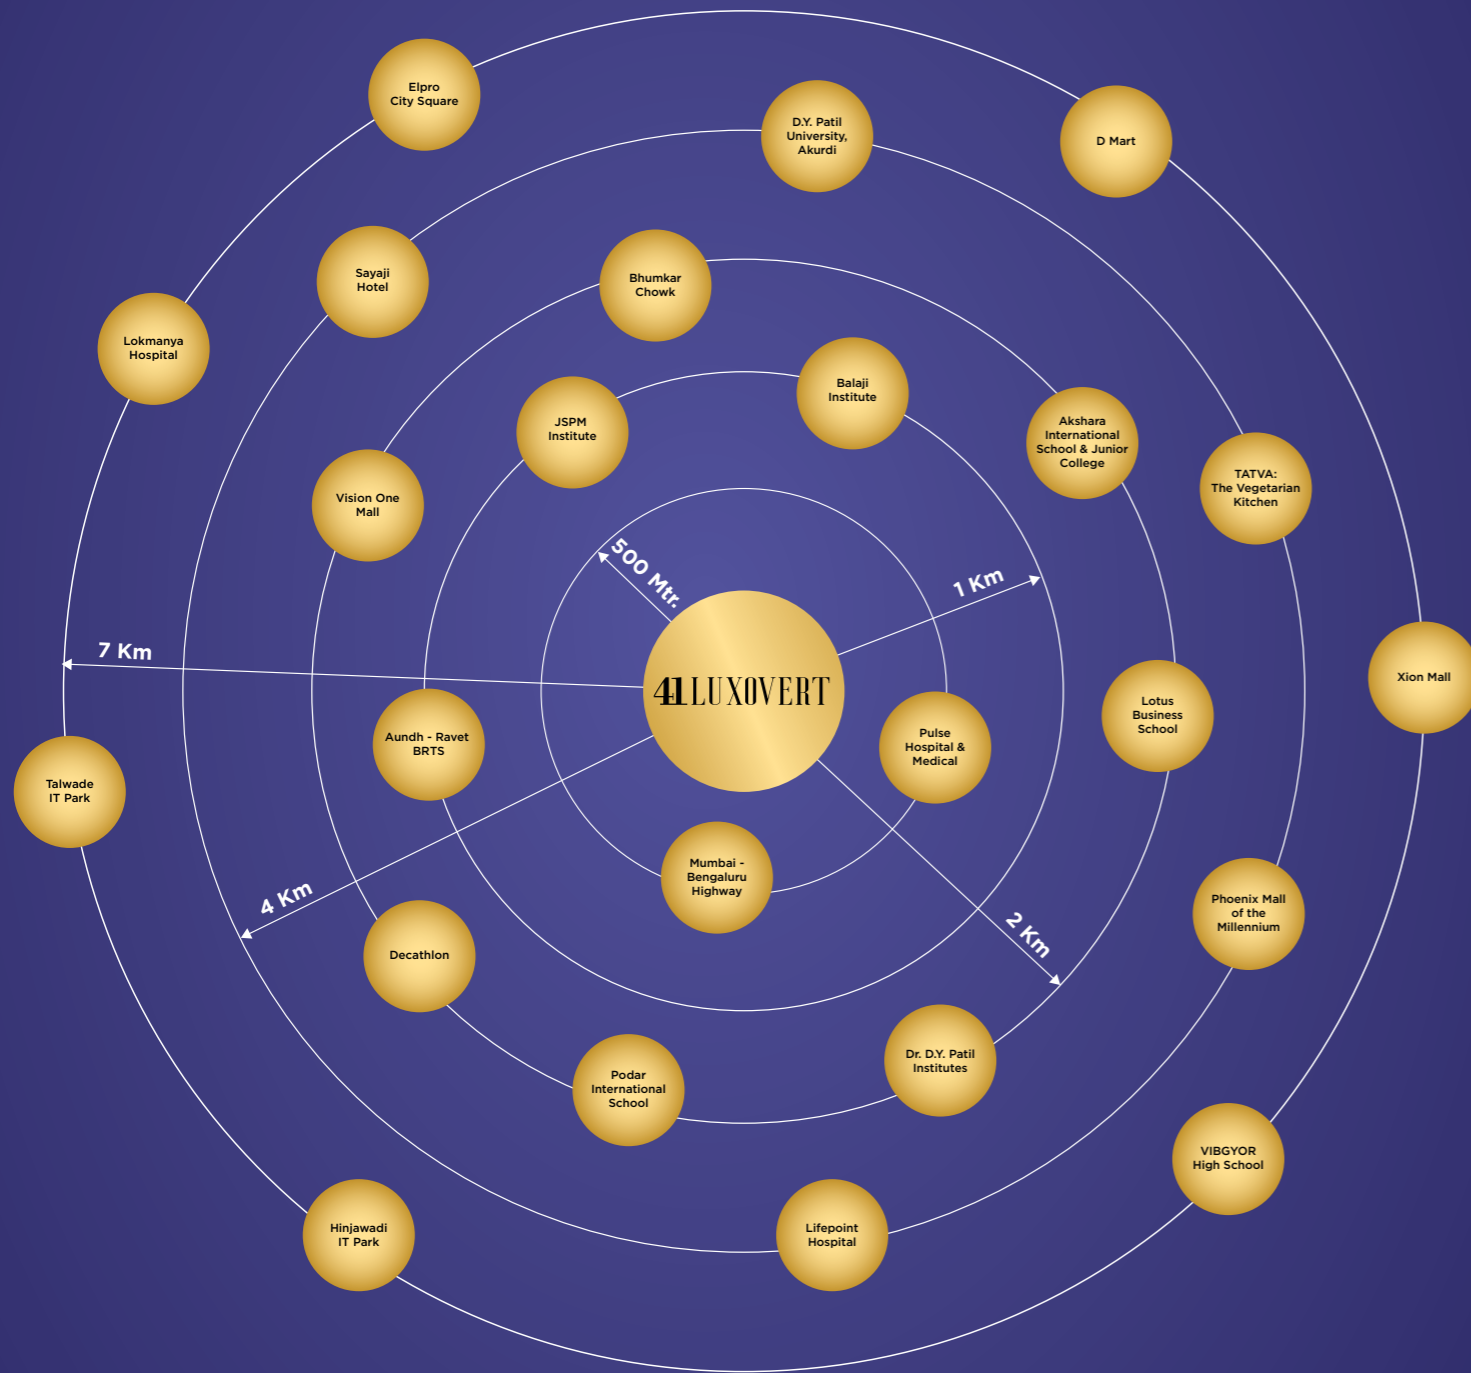 Elpro
City Square
D.Y. Patil
University,
Akurdi
D Mart
Sayaji
Hotel
Bhumkar
Chowk
Lokmanya
Hospital
Balaji
Institute
JSPM
Institute
Akshara
International
School & Junior
College
TATVA:
The Vegetarian
Kitchen
Vision One
Mall
500 Mtr.
1 Km
7 Km
41 LUXOVERT
Xion Mall
Lotus
Business
School
Aundh - Ravet
BRTS
Pulse
Hospital &
Medical
Talwade
IT Park
Mumbai -
Bengaluru
Highway
4 Km
Phoenix Mall
of the
Millennium
2 Km
Decathlon
Dr. D.Y. Patil
Institutes
Podar
International
School
VIBGYOR
High School
Hinjawadi
IT Park
Lifepoint
Hospital